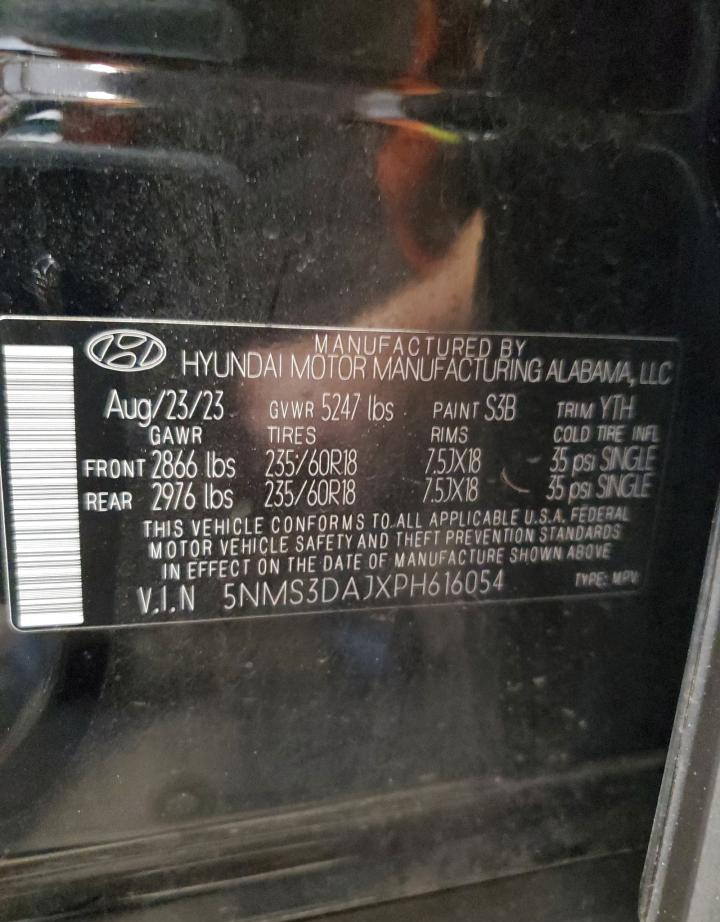 MANUFACTURED BY
HYUNDAI MOTOR MANUFACTURING ALABAMA, LLC
Aug/23/23 GVWR 5247 lbs PAINT S3B TRIM YTH
GAWR TIRES RIMS COLD TIRE INFL
FRONT 2866 lbs 235/60R18 7.5JX18 35 psi SINGLE
REAR 2976 lbs 235/60R18 7.5JX18 35 psi SINGLE
THIS VEHICLE CONFORMS TO ALL APPLICABLE U.S.A. FEDERAL
MOTOR VEHICLE SAFETY AND THEFT PREVENTION STANDARDS
IN EFFECT ON THE DATE OF MANUFACTURE SHOWN ABOVE
V.I.N 5NMS3DAJXPH616054 TYPE: MPV